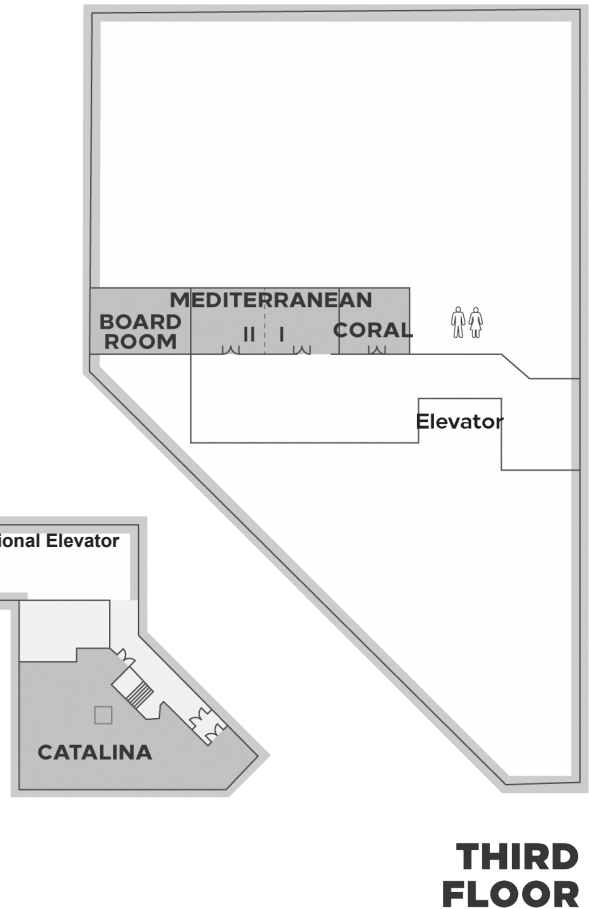 MEDITERRANEAN
BOARD
ROOM
II
I
CORAL
Elevator
ional Elevator
CATALINA
THIRD
FLOOR